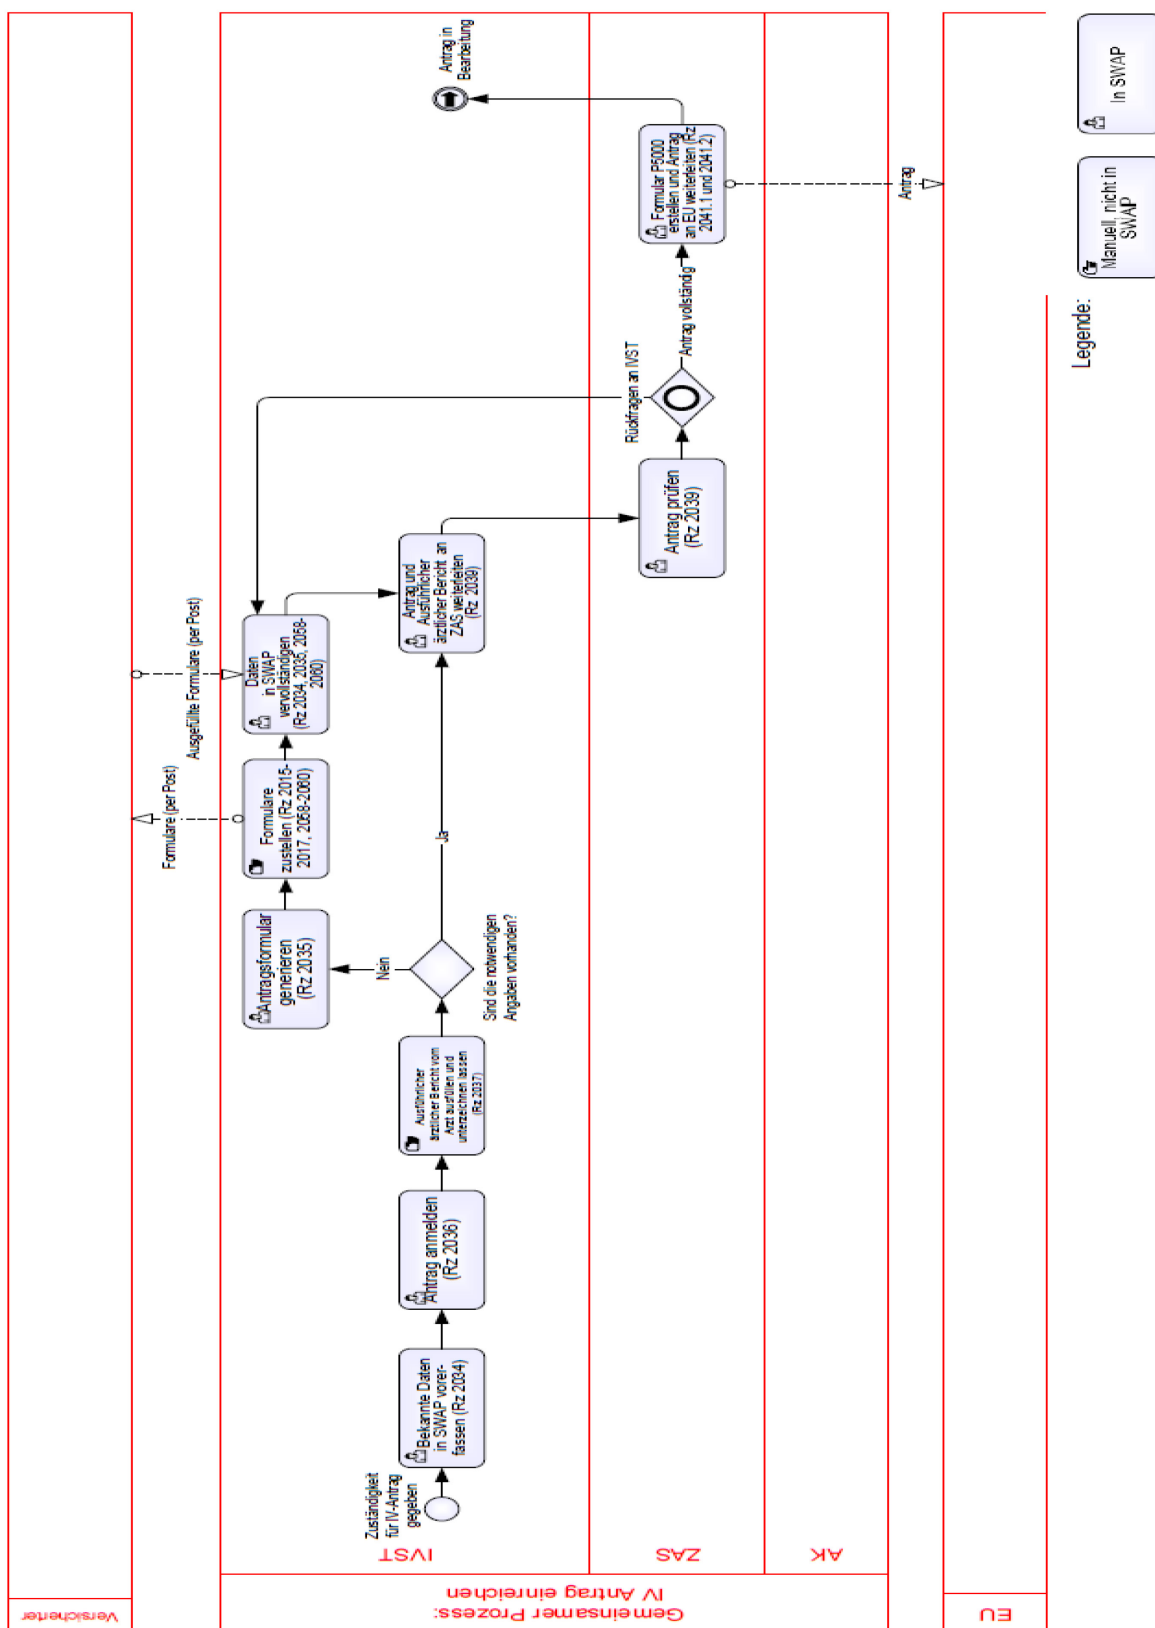 Versicherter
Gemeinsamer Prozess:
IV Antrag einreichen
IVST
ZAS
AK
EU
Zuständigkeit
für IV-Antrag
gegeben
Bekannte Daten
in SWAP vorer-
fassen (Rz 2034)
Antrag anmelden
(Rz 2036)
Ausführlicher
ärztlicher Bericht vom
Arzt ausfüllen und
unterzeichnen lassen
(Rz 2037)
Sind die notwendigen
Angaben vorhanden?
Nein
Ja
Antragsformular
generieren
(Rz 2035)
Formulare
zustellen (Rz 2015-
2017, 2058-2060)
Formulare (per Post)
Ausgefüllte Formulare (per Post)
Daten
in SWAP
vervollständigen
(Rz 2034, 2035, 2058-
2060)
Antrag und
Ausführlicher
ärztlicher Bericht an
ZAS weiterleiten
(Rz 2039)
Antrag prüfen
(Rz 2039)
Rückfragen an IVST
Antrag vollständig
Formular P5000
erstellen und Antrag
an EU weiterleiten (Rz
2041.1 und 2041.2)
Antrag in
Bearbeitung
Antrag
Legende:
Manuell, nicht in
SWAP
In SWAP